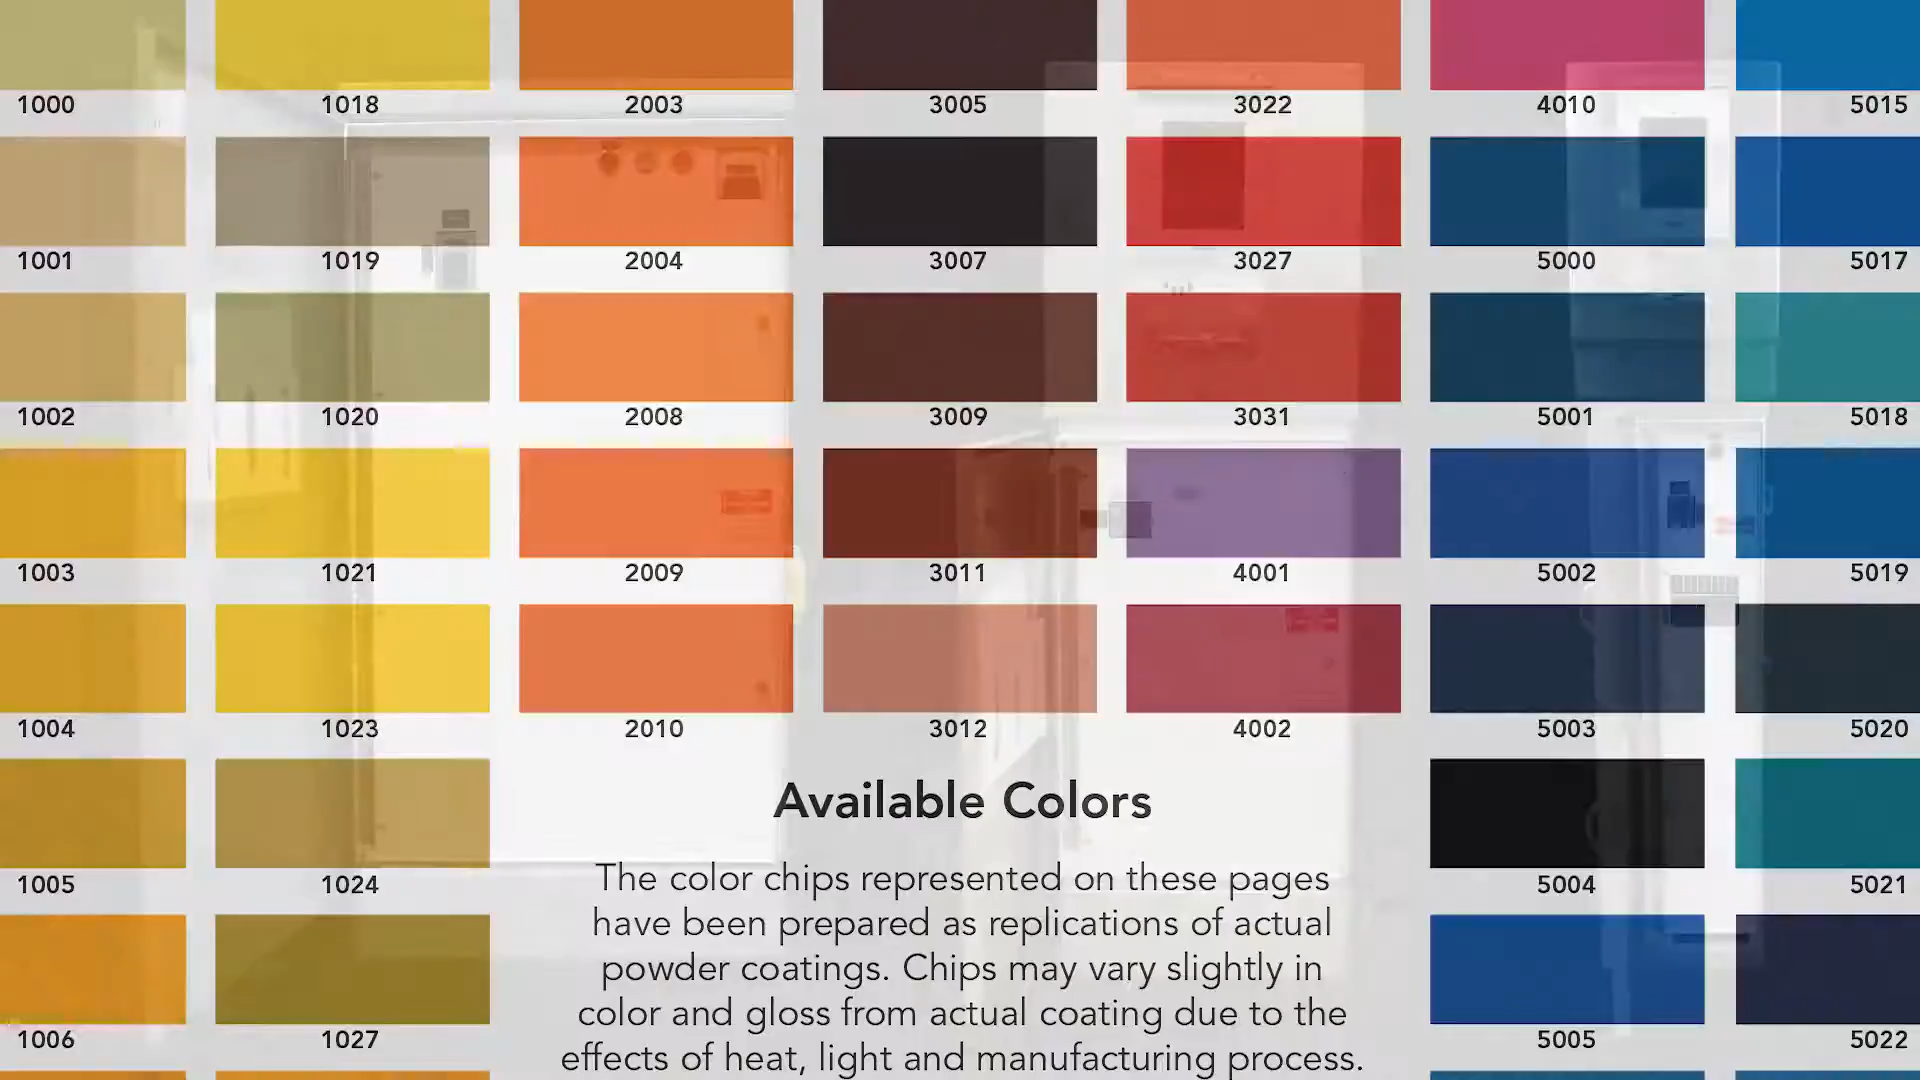 1000 1018 2003 3005 3022 4010 5015
1001 1019 2004 3007 3027 5000 5017
1002 1020 2008 3009 3031 5001 5018
1003 1021 2009 3011 4001 5002 5019
1004 1023 2010 3012 4002 5003 5020
Available Colors
1005 1024 5004 5021
The color chips represented on these pages
have been prepared as replications of actual
powder coatings. Chips may vary slightly in
color and gloss from actual coating due to the
1006 1027 5005 5022
effects of heat, light and manufacturing process.